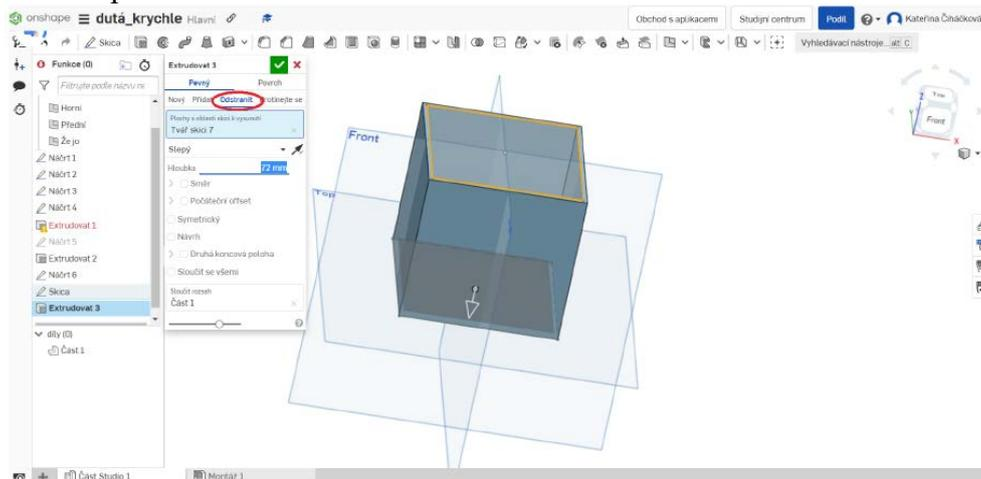 onshape dutá_krychle Hlavní
Obchod s aplikacemi Studijní centrum Podíl Kateřina Činčáková
Skica Vyhledávací nástroje... alt C
Funkce (0)
Filtrujte podle názvu ne
Horní
Přední
Že jo
Náčrt 1
Náčrt 2
Náčrt 3
Náčrt 4
Extrudovat 1
Náčrt 5
Extrudovat 2
Náčrt 6
Skica
Extrudovat 3
díly (0)
Část 1
Extrudovat 3
Pevný Povrch
Nový Přidat Odstranit Protínejte se
Plochy a oblasti skici k vysunutí
Tvář skici 7
Slepý
Hloubka 72 mm
Směr
Počáteční offset
Symetrický
Návrh
Druhá koncová poloha
Sloučit se všemi
Sloučit rozsah
Část 1
Front
Top
Z
Front
X
Část Studio 1 Montáž 1